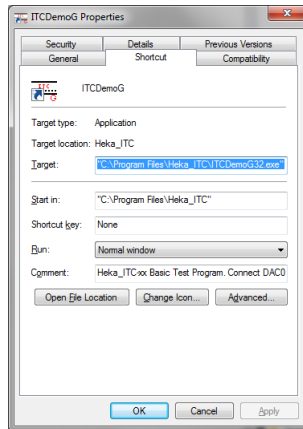 ITCDemoG Properties
Security Details Previous Versions
General Shortcut Compatibility
ITC
G
ITCDemoG
Target type: Application
Target location: Heka_ITC
Target: "C:\Program Files\Heka_ITC\ITCDemoG32.exe"
Start in: "C:\Program Files\Heka_ITC"
Shortcut key: None
Run: Normal window
Comment: Heka_ITC-xx Basic Test Program. Connect DAC0
Open File Location Change Icon... Advanced...
OK Cancel Apply